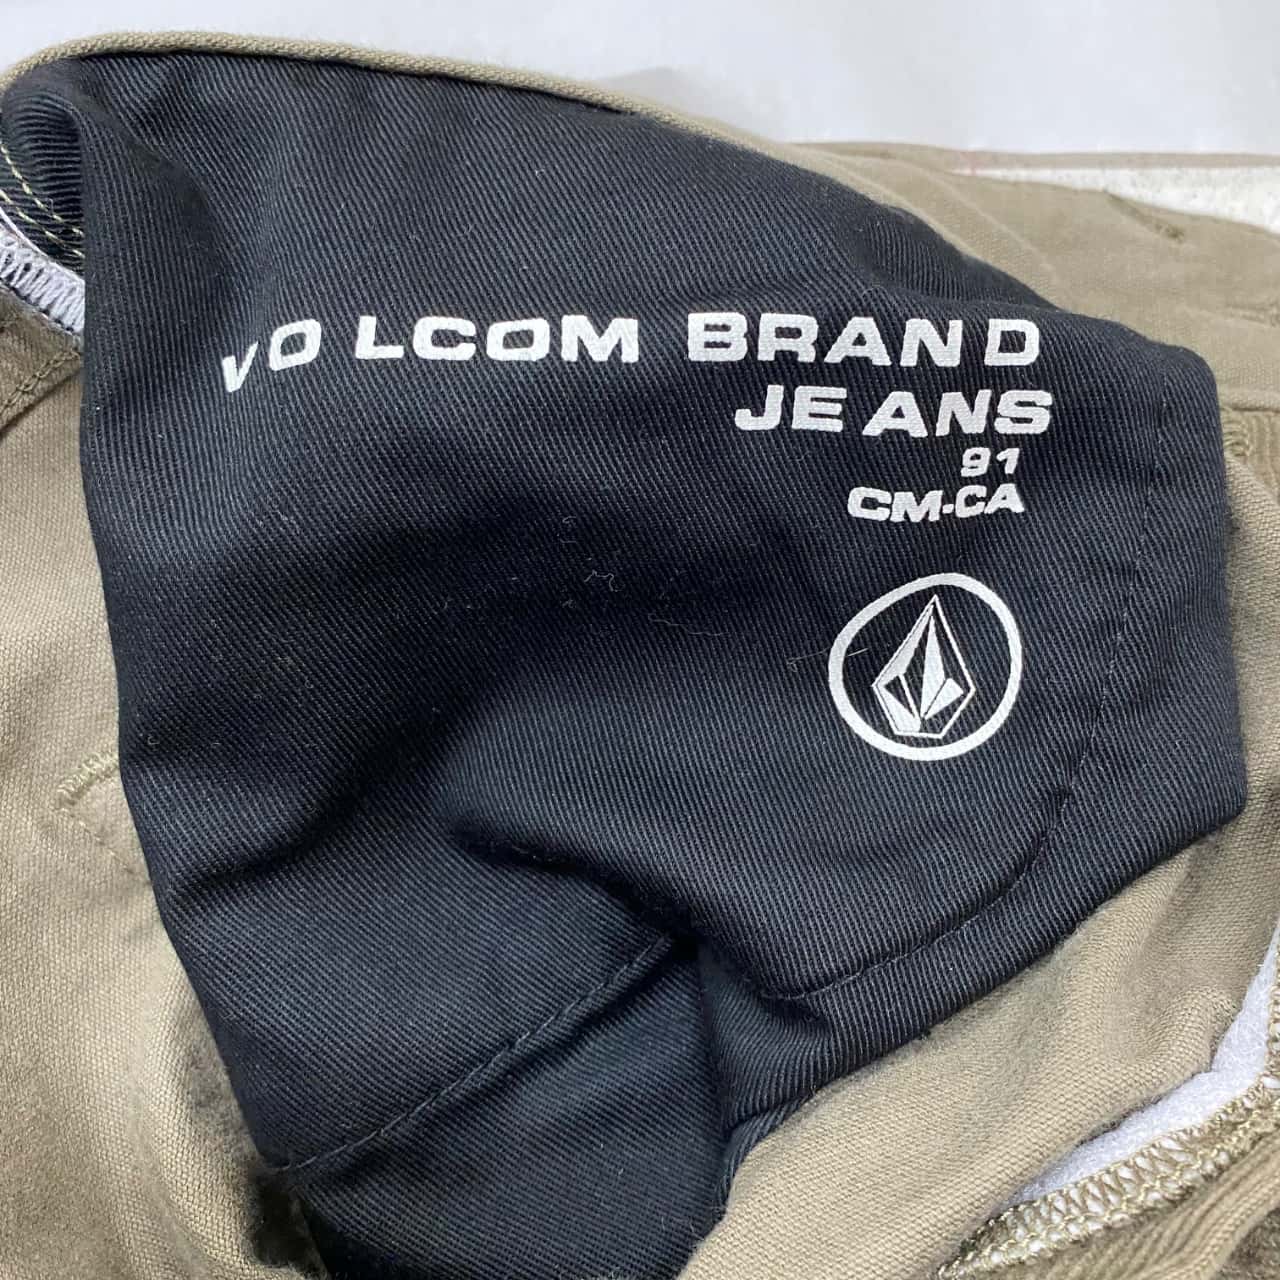 VOLCOM BRAND
JEANS
91
CM-CA